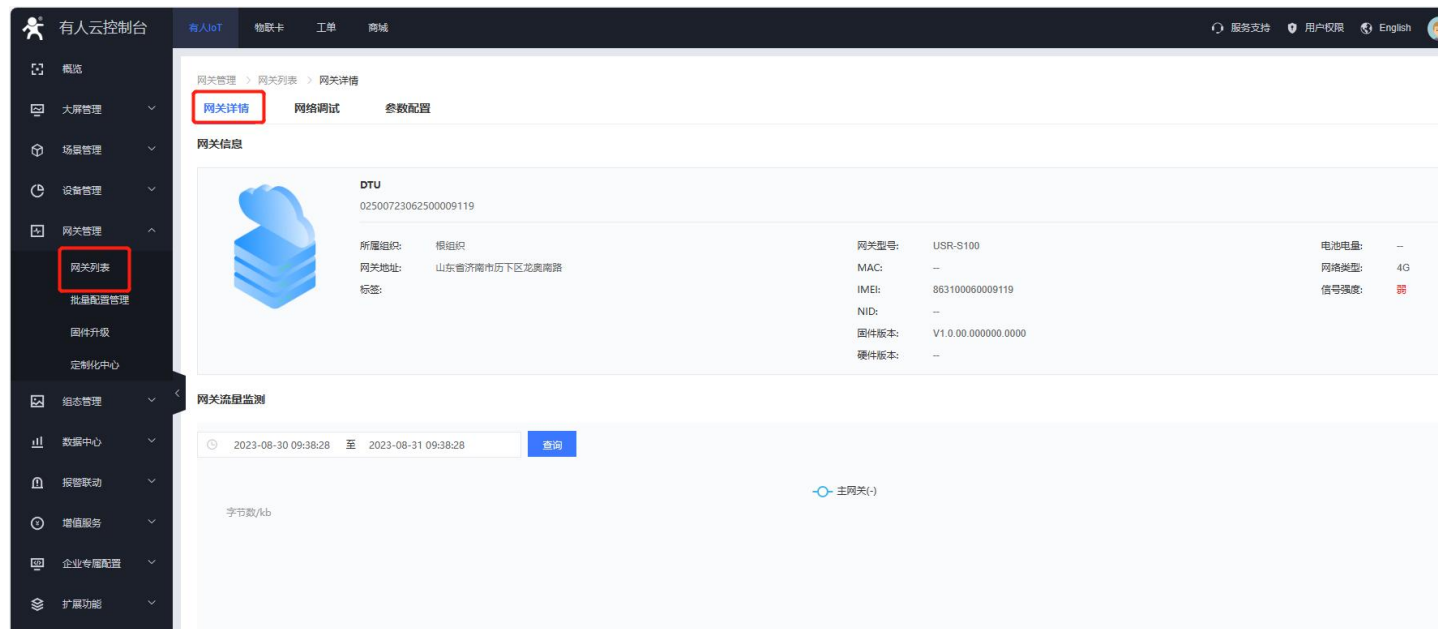 有人云控制台 有人IoT 物联卡 工单 商城 服务支持 用户权限 English
概览
大屏管理
场景管理
设备管理
网关管理
网关列表
批量配置管理
固件升级
定制化中心
组态管理
数据中心
报警联动
增值服务
企业专属配置
扩展功能
网关管理 > 网关列表 > 网关详情
网关详情 网络调试 参数配置
网关信息
DTU
02500723062500009119
所属组织: 根组织 网关型号: USR-S100 电池电量: --
网关地址: 山东省济南市历下区龙奥南路 MAC: -- 网络类型: 4G
标签: IMEI: 863100060009119 信号强度: 弱
NID: --
固件版本: V1.0.00.000000.0000
硬件版本: --
网关流量监测
2023-08-30 09:38:28 至 2023-08-31 09:38:28 查询
主网关(-)
字节数/kb